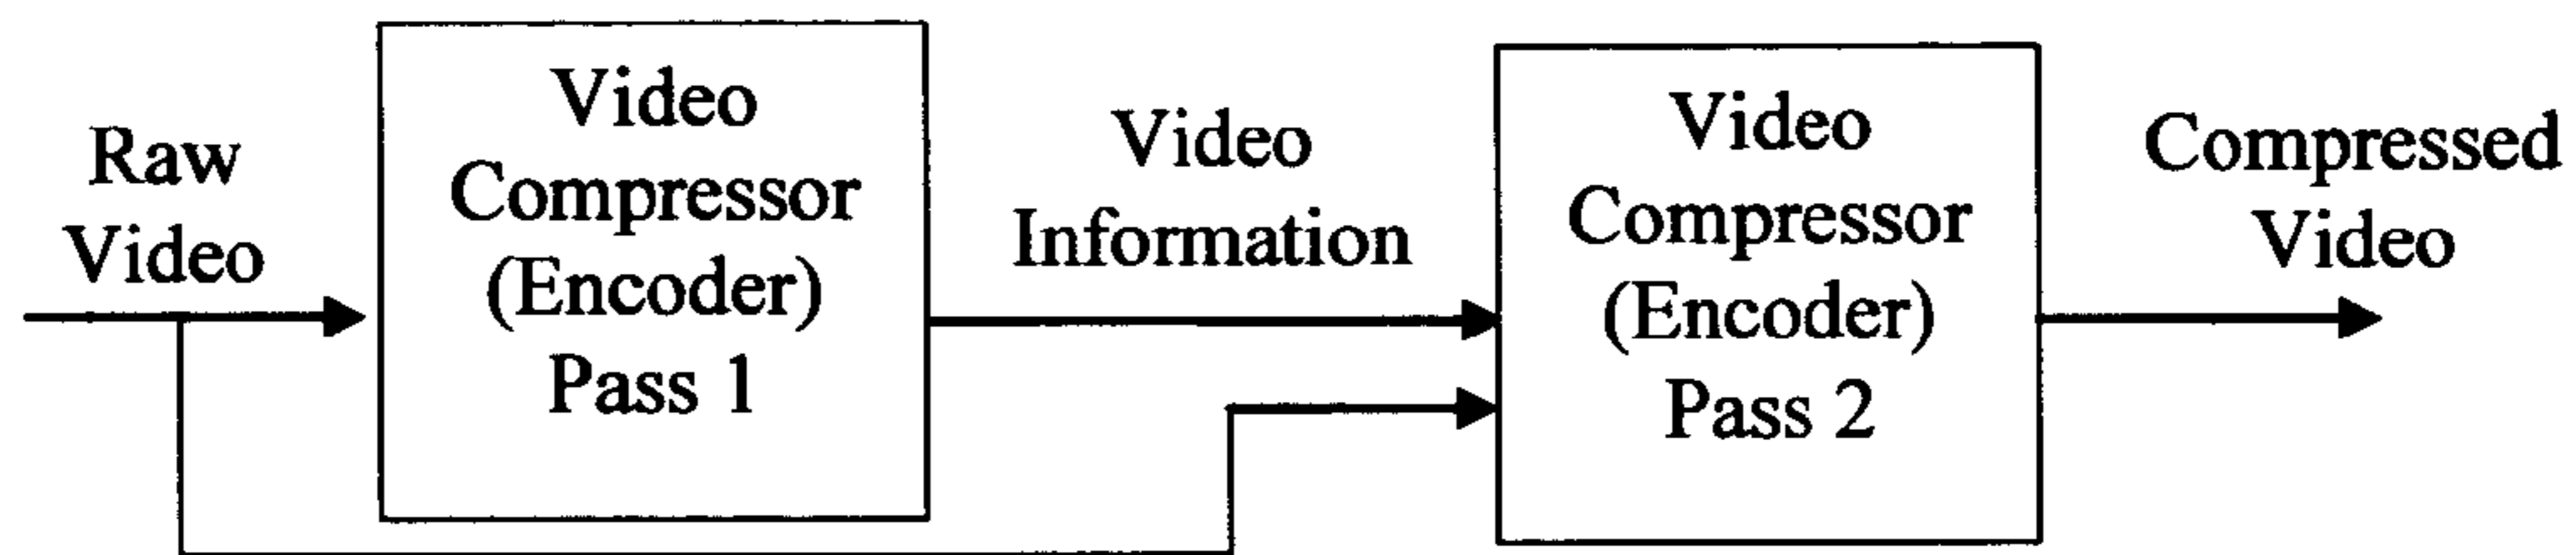 Raw
Video
Video
Compressor
(Encoder)
Pass 1
Video
Information
Video
Compressor
(Encoder)
Pass 2
Compressed
Video